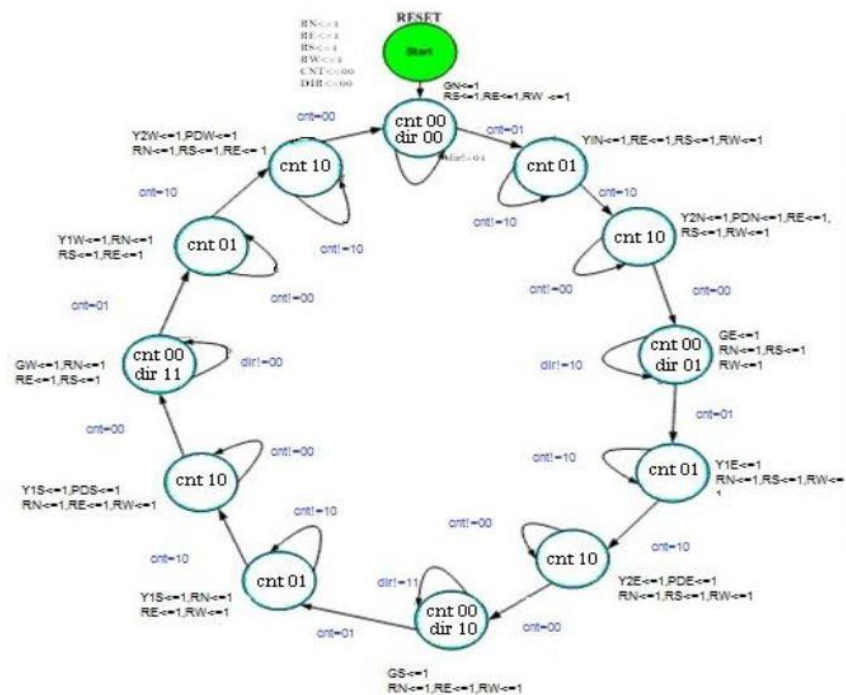 RESET
RN<=1
RE<=1
RS<=1
RW<=1
CNT<=00
DIR<=00
Start
GN<=1
RS<=1,RE<=1,RW <=1
cnt=00
cnt 00
dir 00
dir!=01
cnt=01
Y2W<=1,PDW<=1
RN<=1,RS<=1,RE<= 1
cnt 10
cnt!=10
YIN<=1,RE<=1,RS<=1,RW<=1
cnt 01
cnt!=10
cnt=10
cnt=10
Y2N<=1,PDN<=1,RE<=1,
RS<=1,RW<=1
cnt 10
cnt!=00
cnt=00
Y1W<=1,RN<=1
RS<=1,RE<=1
cnt 01
cnt!=00
cnt=01
GE<=1
RN<=1,RS<=1
RW<=1
cnt 00
dir 01
dir!=10
cnt=01
GW<=1,RN<=1
RE<=1,RS<=1
cnt 00
dir 11
dir!=00
cnt=00
Y1E<=1
RN<=1,RS<=1,RW<=
1
cnt 01
cnt!=10
cnt=10
Y1S<=1,PDS<=1
RN<=1,RE<=1,RW<=1
cnt 10
cnt!=00
cnt=10
Y2E<=1,PDE<=1
RN<=1,RS<=1,RW<=1
cnt 10
cnt!=00
cnt=00
Y1S<=1,RN<=1
RE<=1,RW<=1
cnt 01
cnt!=10
cnt=01
dir!=11
cnt 00
dir 10
GS<=1
RN<=1,RE<=1,RW<=1